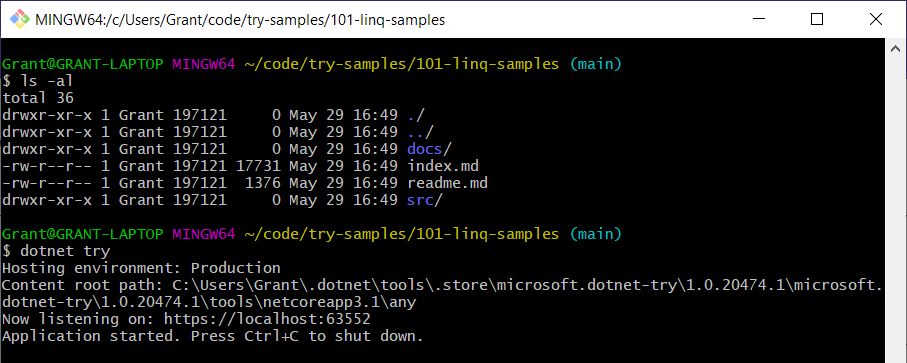 MINGW64:/c/Users/Grant/code/try-samples/101-linq-samples
Grant@GRANT-LAPTOP MINGW64 ~/code/try-samples/101-linq-samples (main)
$ ls -al
total 36
drwxr-xr-x 1 Grant 197121     0 May 29 16:49 ./
drwxr-xr-x 1 Grant 197121     0 May 29 16:49 ../
drwxr-xr-x 1 Grant 197121     0 May 29 16:49 docs/
-rw-r--r-- 1 Grant 197121 17731 May 29 16:49 index.md
-rw-r--r-- 1 Grant 197121  1376 May 29 16:49 readme.md
drwxr-xr-x 1 Grant 197121     0 May 29 16:49 src/
Grant@GRANT-LAPTOP MINGW64 ~/code/try-samples/101-linq-samples (main)
$ dotnet try
Hosting environment: Production
Content root path: C:\Users\Grant\.dotnet\tools\.store\microsoft.dotnet-try\1.0.20474.1\microsoft.
dotnet-try\1.0.20474.1\tools\netcoreapp3.1\any
Now listening on: https://localhost:63552
Application started. Press Ctrl+C to shut down.